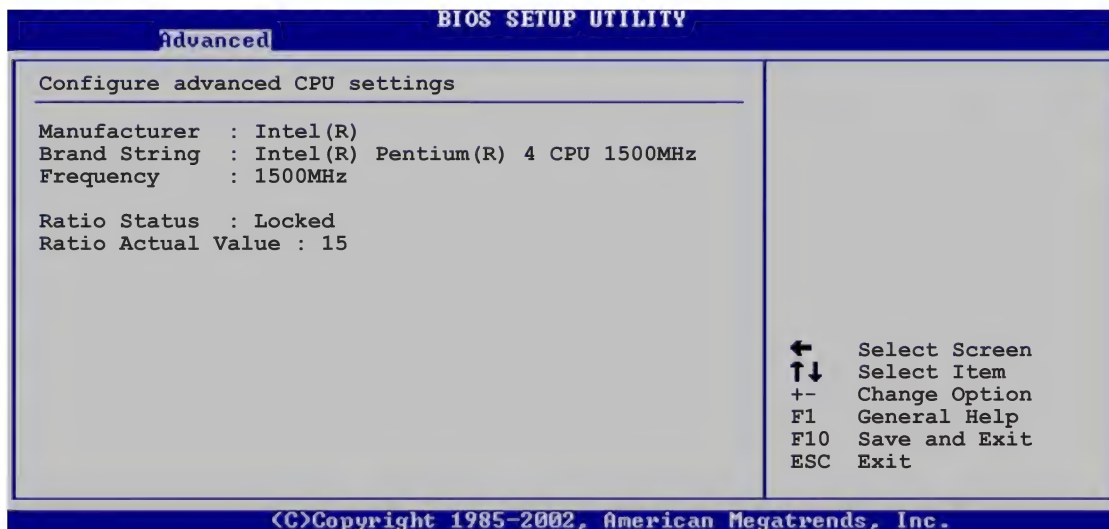 BIOS SETUP UTILITY
Advanced
Configure advanced CPU settings
Manufacturer : Intel(R)
Brand String : Intel(R) Pentium(R) 4 CPU 1500MHz
Frequency : 1500MHz
Ratio Status : Locked
Ratio Actual Value : 15
← Select Screen
↑↓ Select Item
+- Change Option
F1 General Help
F10 Save and Exit
ESC Exit
(C)Copyright 1985-2002, American Megatrends, Inc.